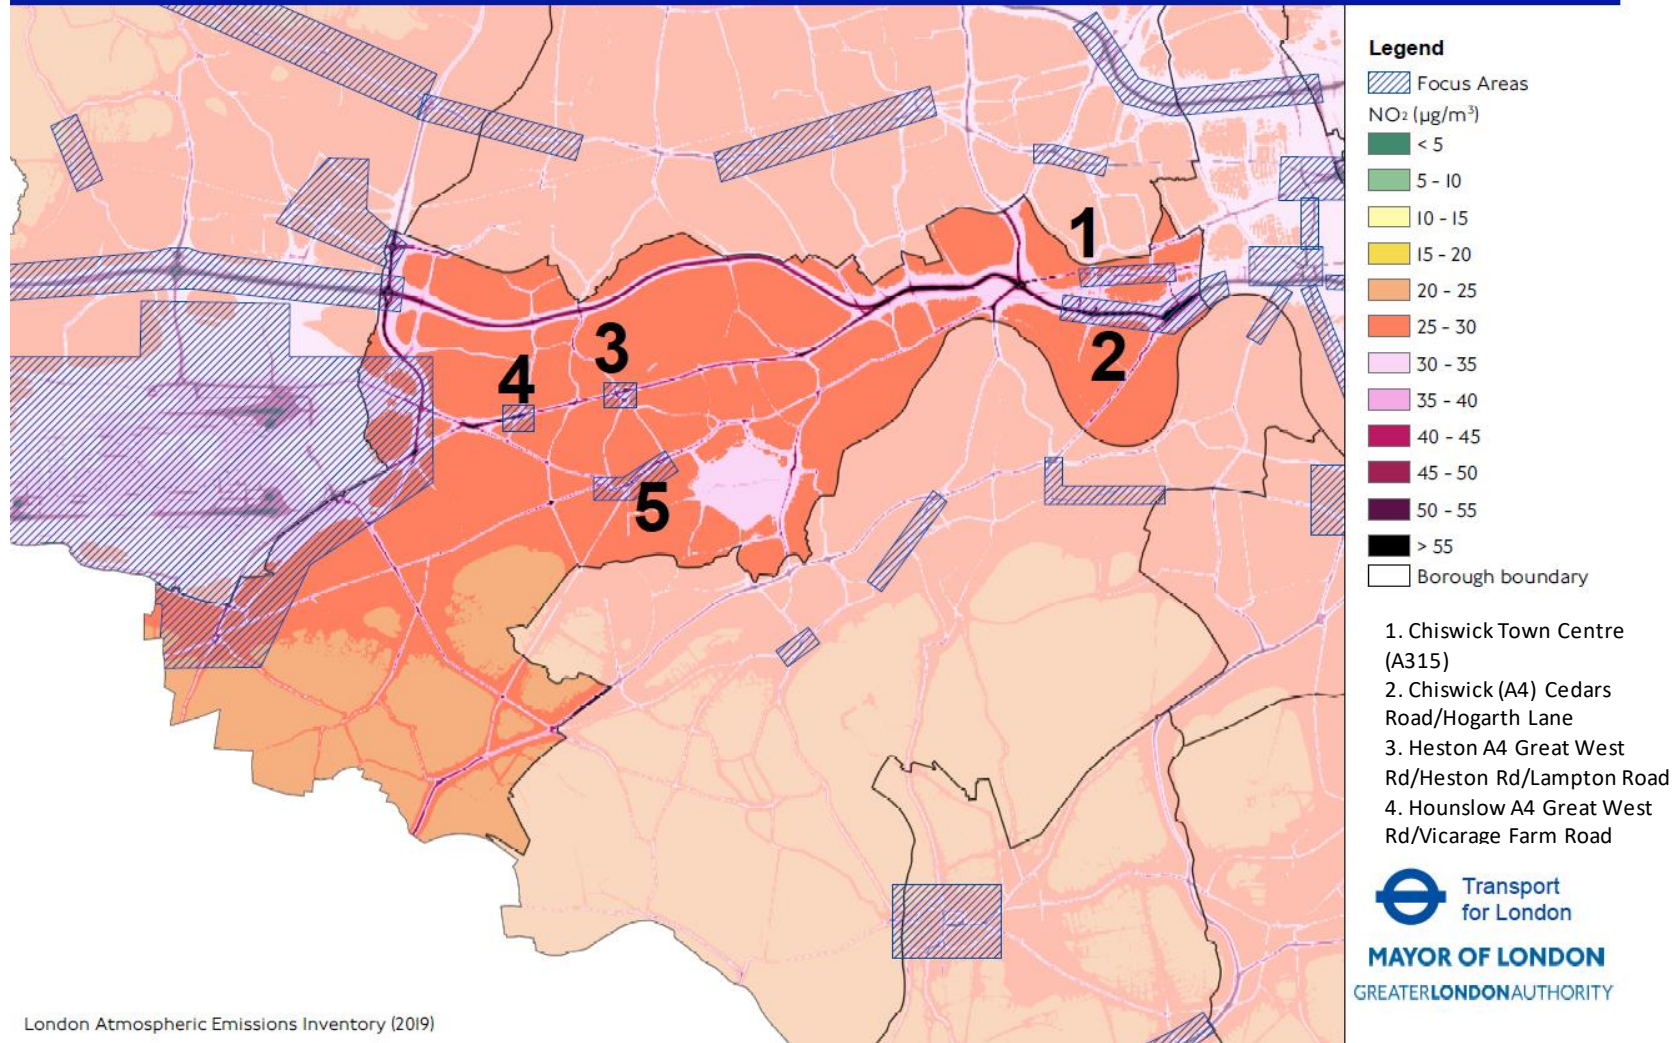 Legend
Focus Areas
NO2 (µg/m³)
< 5
5 - 10
10 - 15
15 - 20
20 - 25
25 - 30
30 - 35
35 - 40
40 - 45
45 - 50
50 - 55
> 55
Borough boundary
1. Chiswick Town Centre
(A315)
2. Chiswick (A4) Cedars
Road/Hogarth Lane
3. Heston A4 Great West
Rd/Heston Rd/Lampton Road
4. Hounslow A4 Great West
Rd/Vicarage Farm Road
1
2
3
4
5
Transport
for London
MAYOR OF LONDON
GREATERLONDONAUTHORITY
London Atmospheric Emissions Inventory (2019)